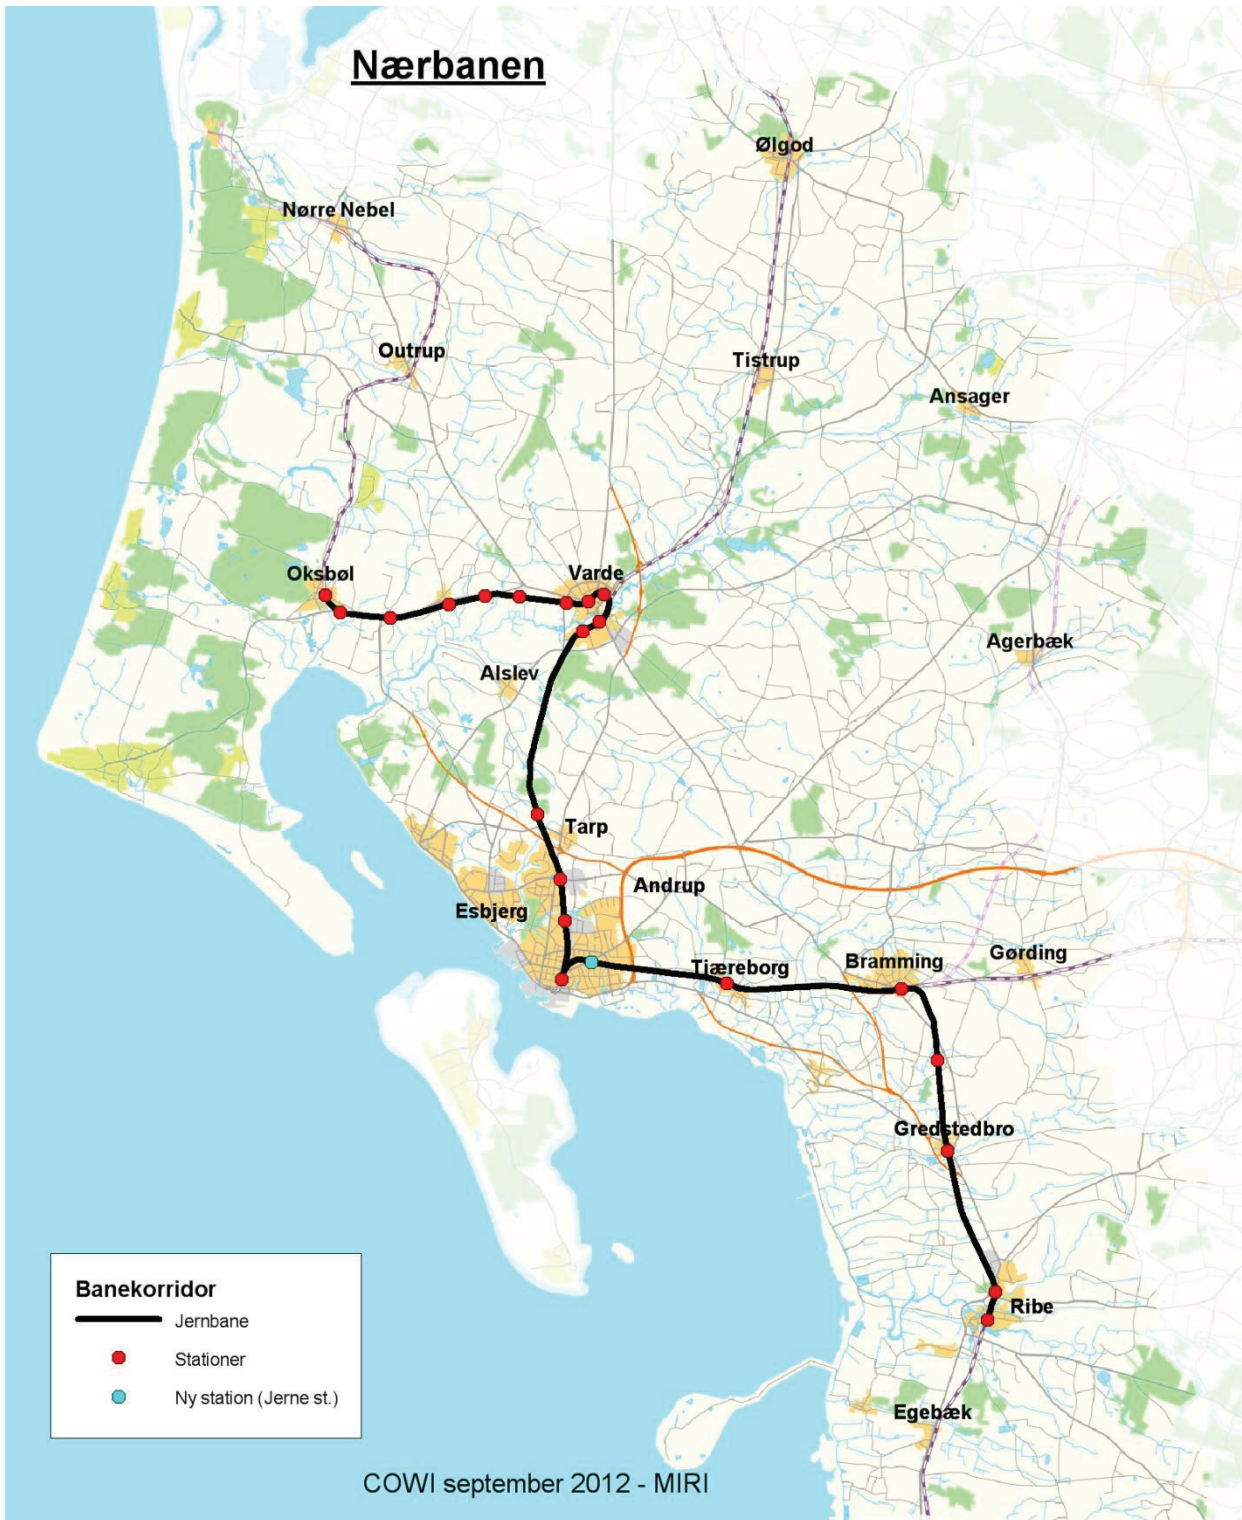 Nærbanen
Ølgod
Nørre Nebel
Outrup
Tistrup
Ansager
Oksbøl
Varde
Agerbæk
Alslev
Tarp
Andrup
Esbjerg
Tjæreborg
Bramming
Gørding
Gredstedbro
Ribe
Egebæk
Banekorridor
Jernbane
Stationer
Ny station (Jerne st.)
COWI september 2012 - MIRI